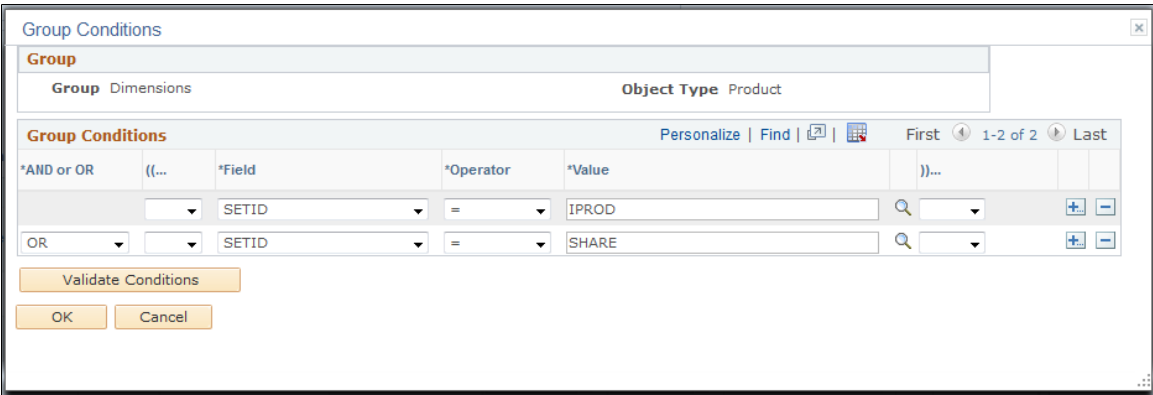 Group Conditions
Group
Group Dimensions Object Type Product
Group Conditions Personalize | Find | | First 1-2 of 2 Last
*AND or OR ((... *Field *Operator *Value ))...
SETID = IPROD
OR SETID = SHARE
Validate Conditions
OK Cancel